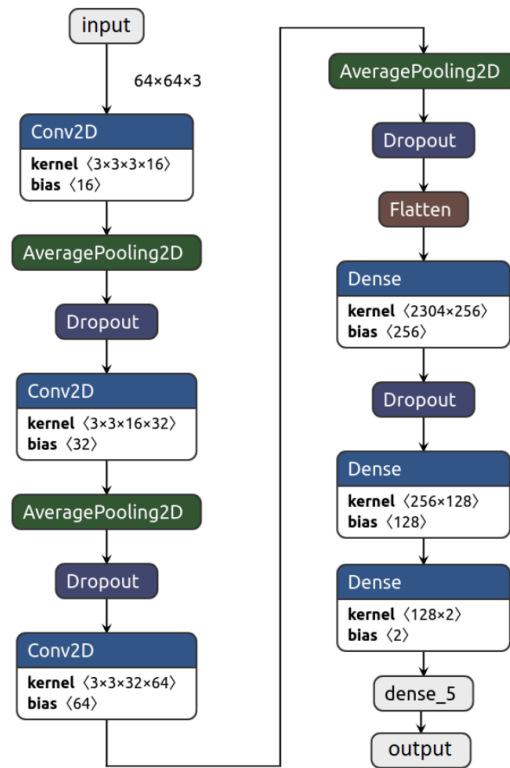 input
64×64×3
Conv2D
kernel 〈3×3×3×16〉
bias 〈16〉
AveragePooling2D
Dropout
Conv2D
kernel 〈3×3×16×32〉
bias 〈32〉
AveragePooling2D
Dropout
Conv2D
kernel 〈3×3×32×64〉
bias 〈64〉
AveragePooling2D
Dropout
Flatten
Dense
kernel 〈2304×256〉
bias 〈256〉
Dropout
Dense
kernel 〈256×128〉
bias 〈128〉
Dense
kernel 〈128×2〉
bias 〈2〉
dense_5
output